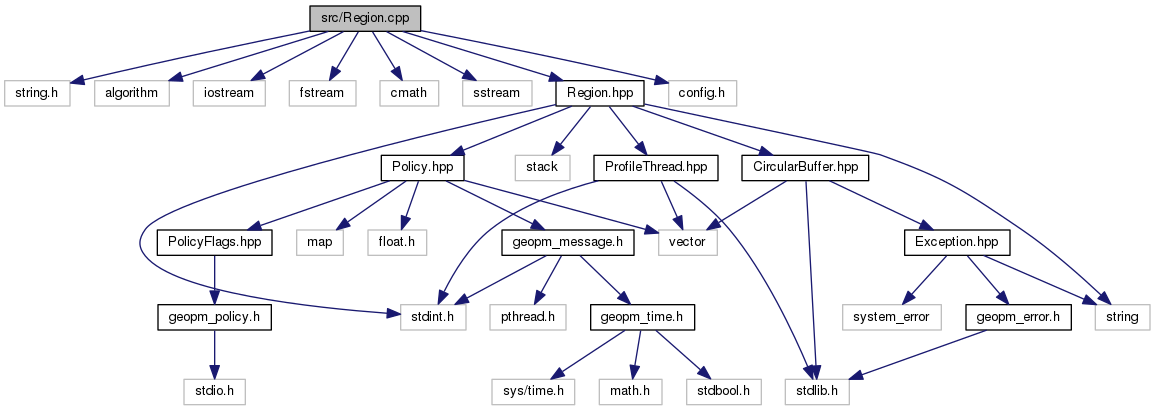 src/Region.cpp
string.h
algorithm
iostream
fstream
cmath
sstream
Region.hpp
config.h
Policy.hpp
stack
ProfileThread.hpp
CircularBuffer.hpp
PolicyFlags.hpp
map
float.h
geopm_message.h
vector
Exception.hpp
geopm_policy.h
stdint.h
pthread.h
geopm_time.h
system_error
geopm_error.h
string
stdio.h
sys/time.h
math.h
stdbool.h
stdlib.h